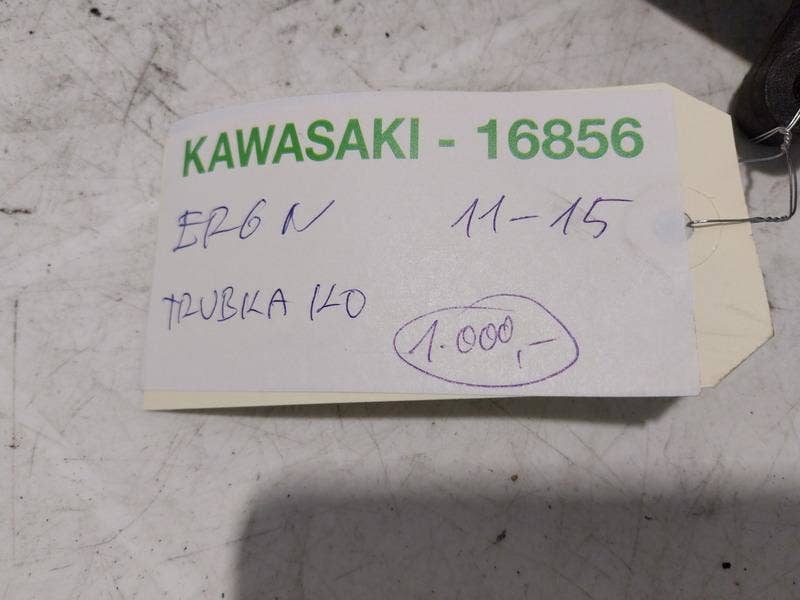 KAWASAKI - 16856
ER6N 11-15
TRUBKA KO
1.000,-